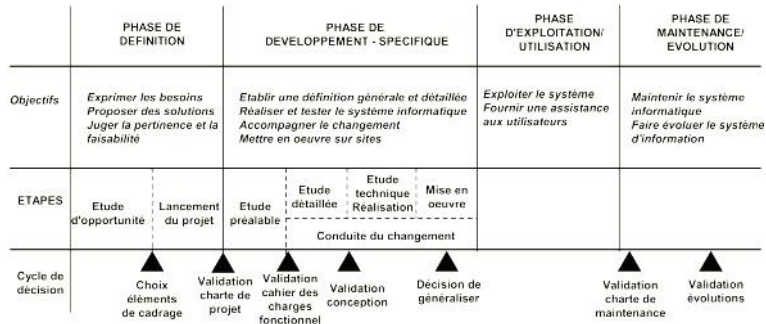 PHASE DE
DEFINITION
PHASE DE
DEVELOPPEMENT - SPECIFIQUE
PHASE
D'EXPLOITATION/
UTILISATION
PHASE DE
MAINTENANCE/
EVOLUTION
Objectifs
Exprimer les besoins
Proposer des solutions
Juger la pertinence et la
faisabilité
Etablir une définition générale et détaillée
Réaliser et tester le système informatique
Accompagner le changement
Mettre en oeuvre sur sites
Exploiter le système
Fournir une assistance
aux utilisateurs
Maintenir le système
informatique
Faire évoluer le système
d'information
ETAPES
Etude
d'opportunité
Lancement
du projet
Etude
préalable
Etude
détaillée
Etude
technique
Réalisation
Mise en
oeuvre
Conduite du changement
Cycle de
décision
Choix
éléments
de cadrage
Validation
charte de
projet
Validation
cahier des
charges
fonctionnel
Validation
conception
Décision de
généraliser
Validation
charte de
maintenance
Validation
évolutions